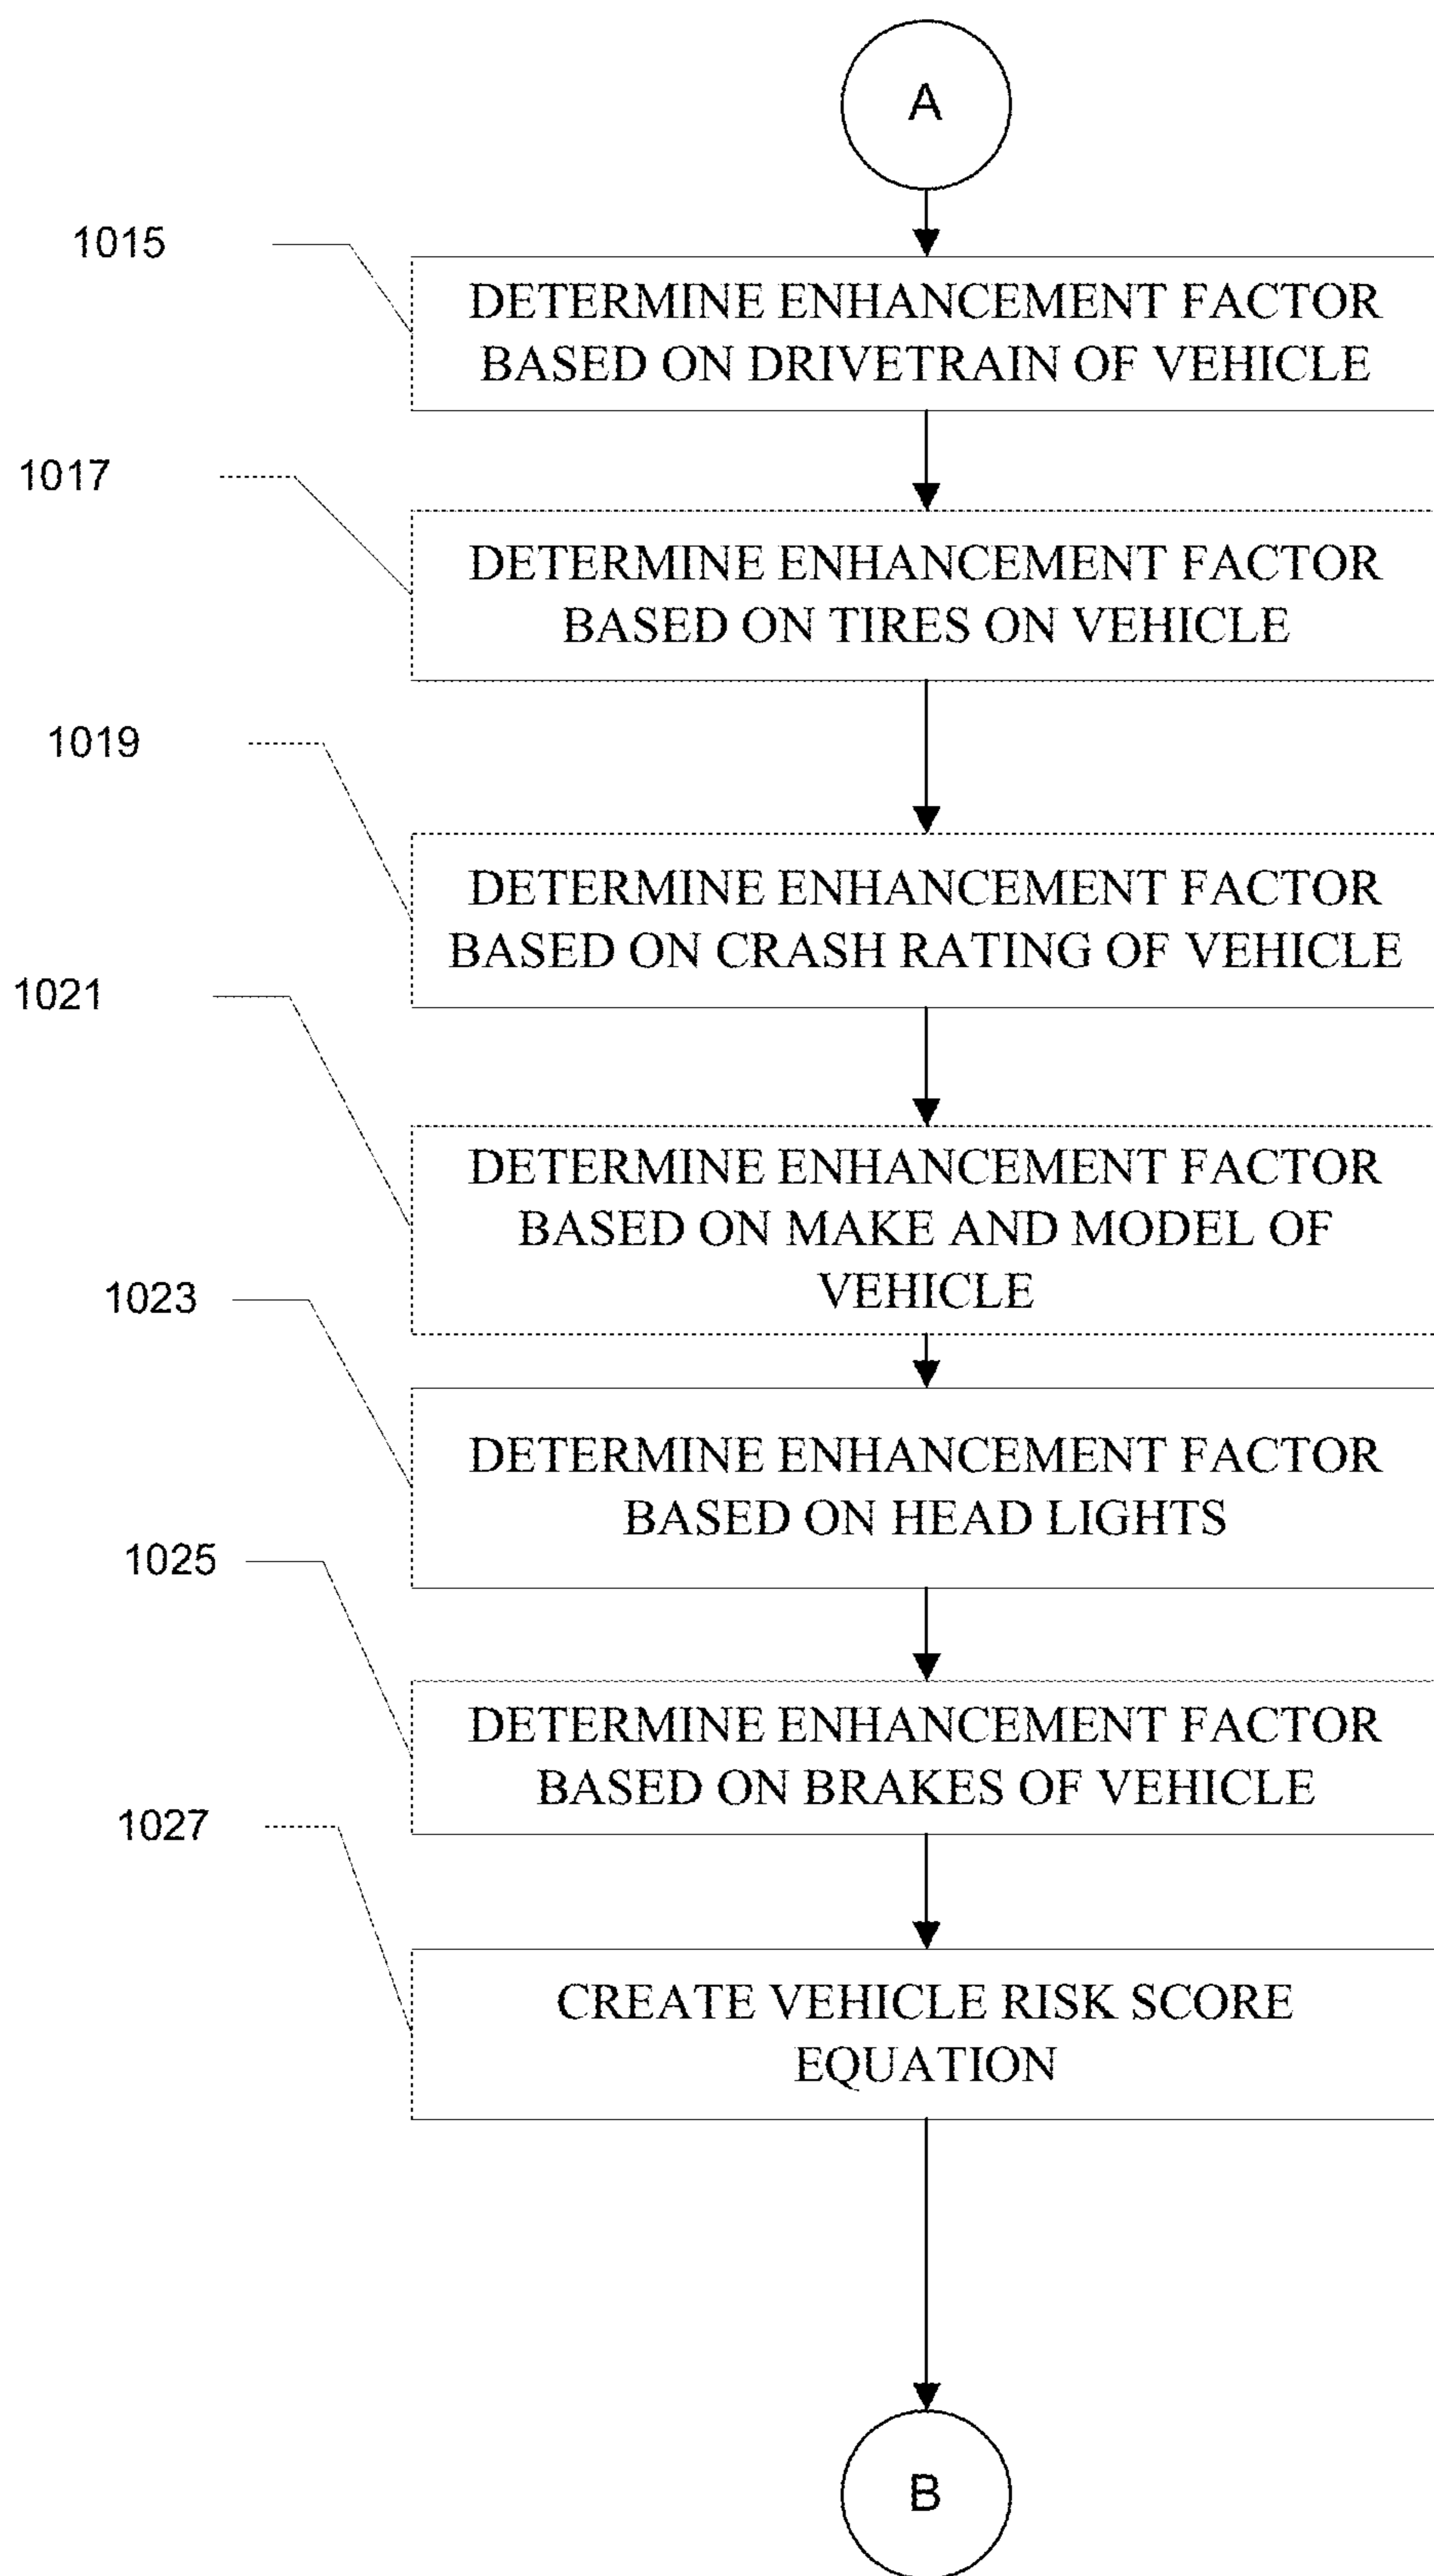 A
1015
DETERMINE ENHANCEMENT FACTOR
BASED ON DRIVETRAIN OF VEHICLE
1017
DETERMINE ENHANCEMENT FACTOR
BASED ON TIRES ON VEHICLE
1019
DETERMINE ENHANCEMENT FACTOR
BASED ON CRASH RATING OF VEHICLE
1021
DETERMINE ENHANCEMENT FACTOR
BASED ON MAKE AND MODEL OF
VEHICLE
1023
DETERMINE ENHANCEMENT FACTOR
BASED ON HEAD LIGHTS
1025
DETERMINE ENHANCEMENT FACTOR
BASED ON BRAKES OF VEHICLE
1027
CREATE VEHICLE RISK SCORE
EQUATION
B